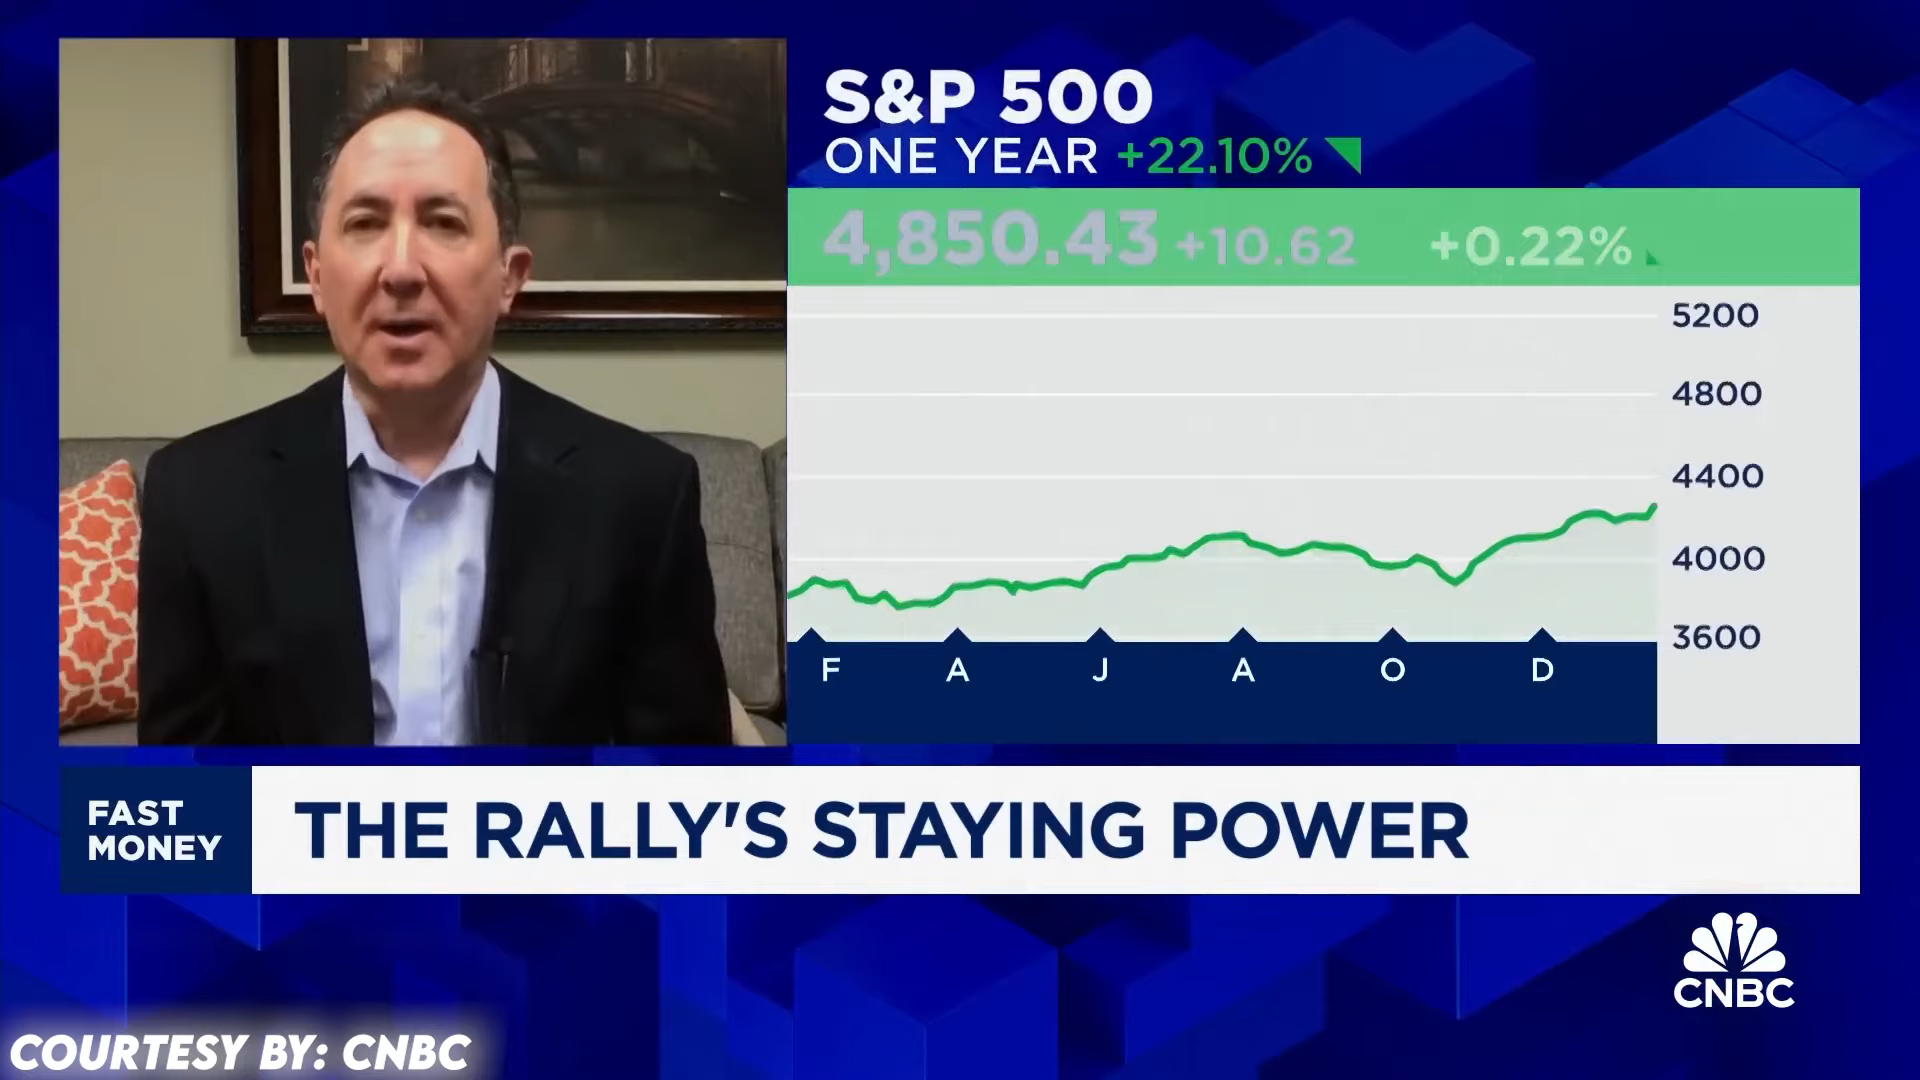 S&P 500
ONE YEAR +22.10%
4,850.43 +10.62 +0.22%
5200
4800
4400
4000
3600
F A J A O D
FAST
MONEY
THE RALLY'S STAYING POWER
CNBC
COURTESY BY: CNBC